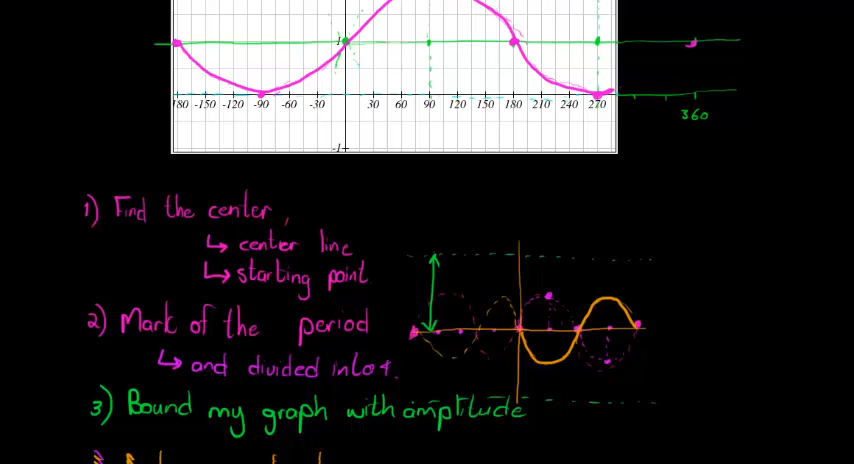 1
180 -150 -120 -90 -60 -30 30 60 90 120 150 180 210 240 270
360
-1
1) Find the center,
↳ center line
↳ starting point
2) Mark of the period
↳ and divided into 4.
3) Bound my graph with amplitude